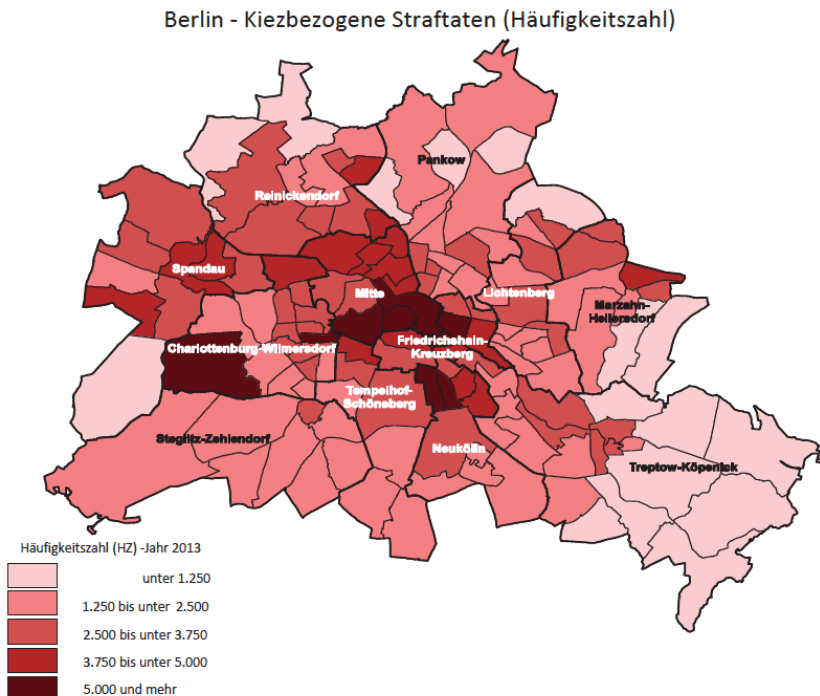 Berlin - Kiezbezogene Straftaten (Häufigkeitszahl)
Pankow
Reinickendorf
Spandau
Mitte
Lichtenberg
Marzahn-
Hellersdorf
Charlottenburg-Wilmersdorf
Friedrichshain-
Kreuzberg
Tempelhof-
Schöneberg
Steglitz-Zehlendorf
Neukölln
Treptow-Köpenick
Häufigkeitszahl (HZ) -Jahr 2013
unter 1.250
1.250 bis unter 2.500
2.500 bis unter 3.750
3.750 bis unter 5.000
5.000 und mehr